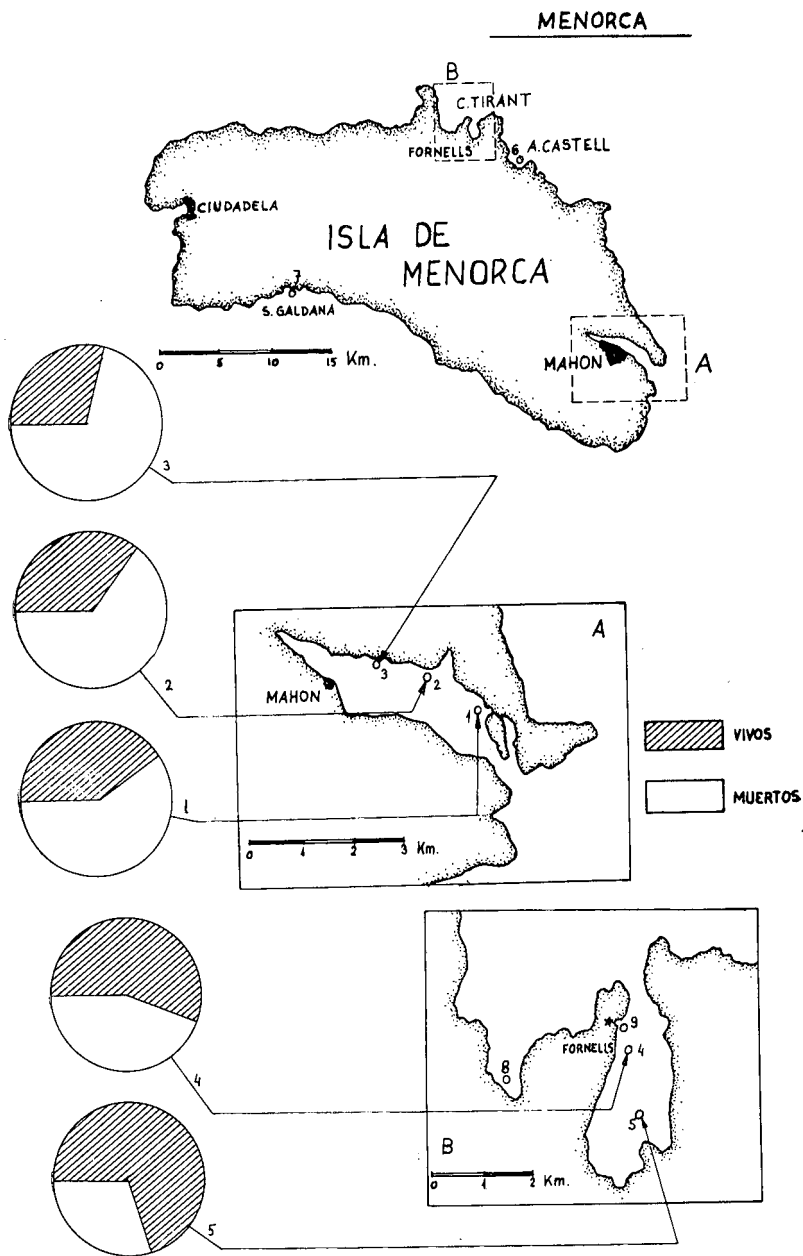 MENORCA
B
C.TIRANT
FORNELLS
6 A.CASTELL
CIUDADELA
ISLA DE
MENORCA
7
S. GALDANA
0 5 10 15 Km.
MAHON
A
3
2
1
A
MAHON
3
2
1
0 1 2 3 Km.
VIVOS
MUERTOS
4
5
B
FORNELLS
9
4
8
5
0 1 2 Km.